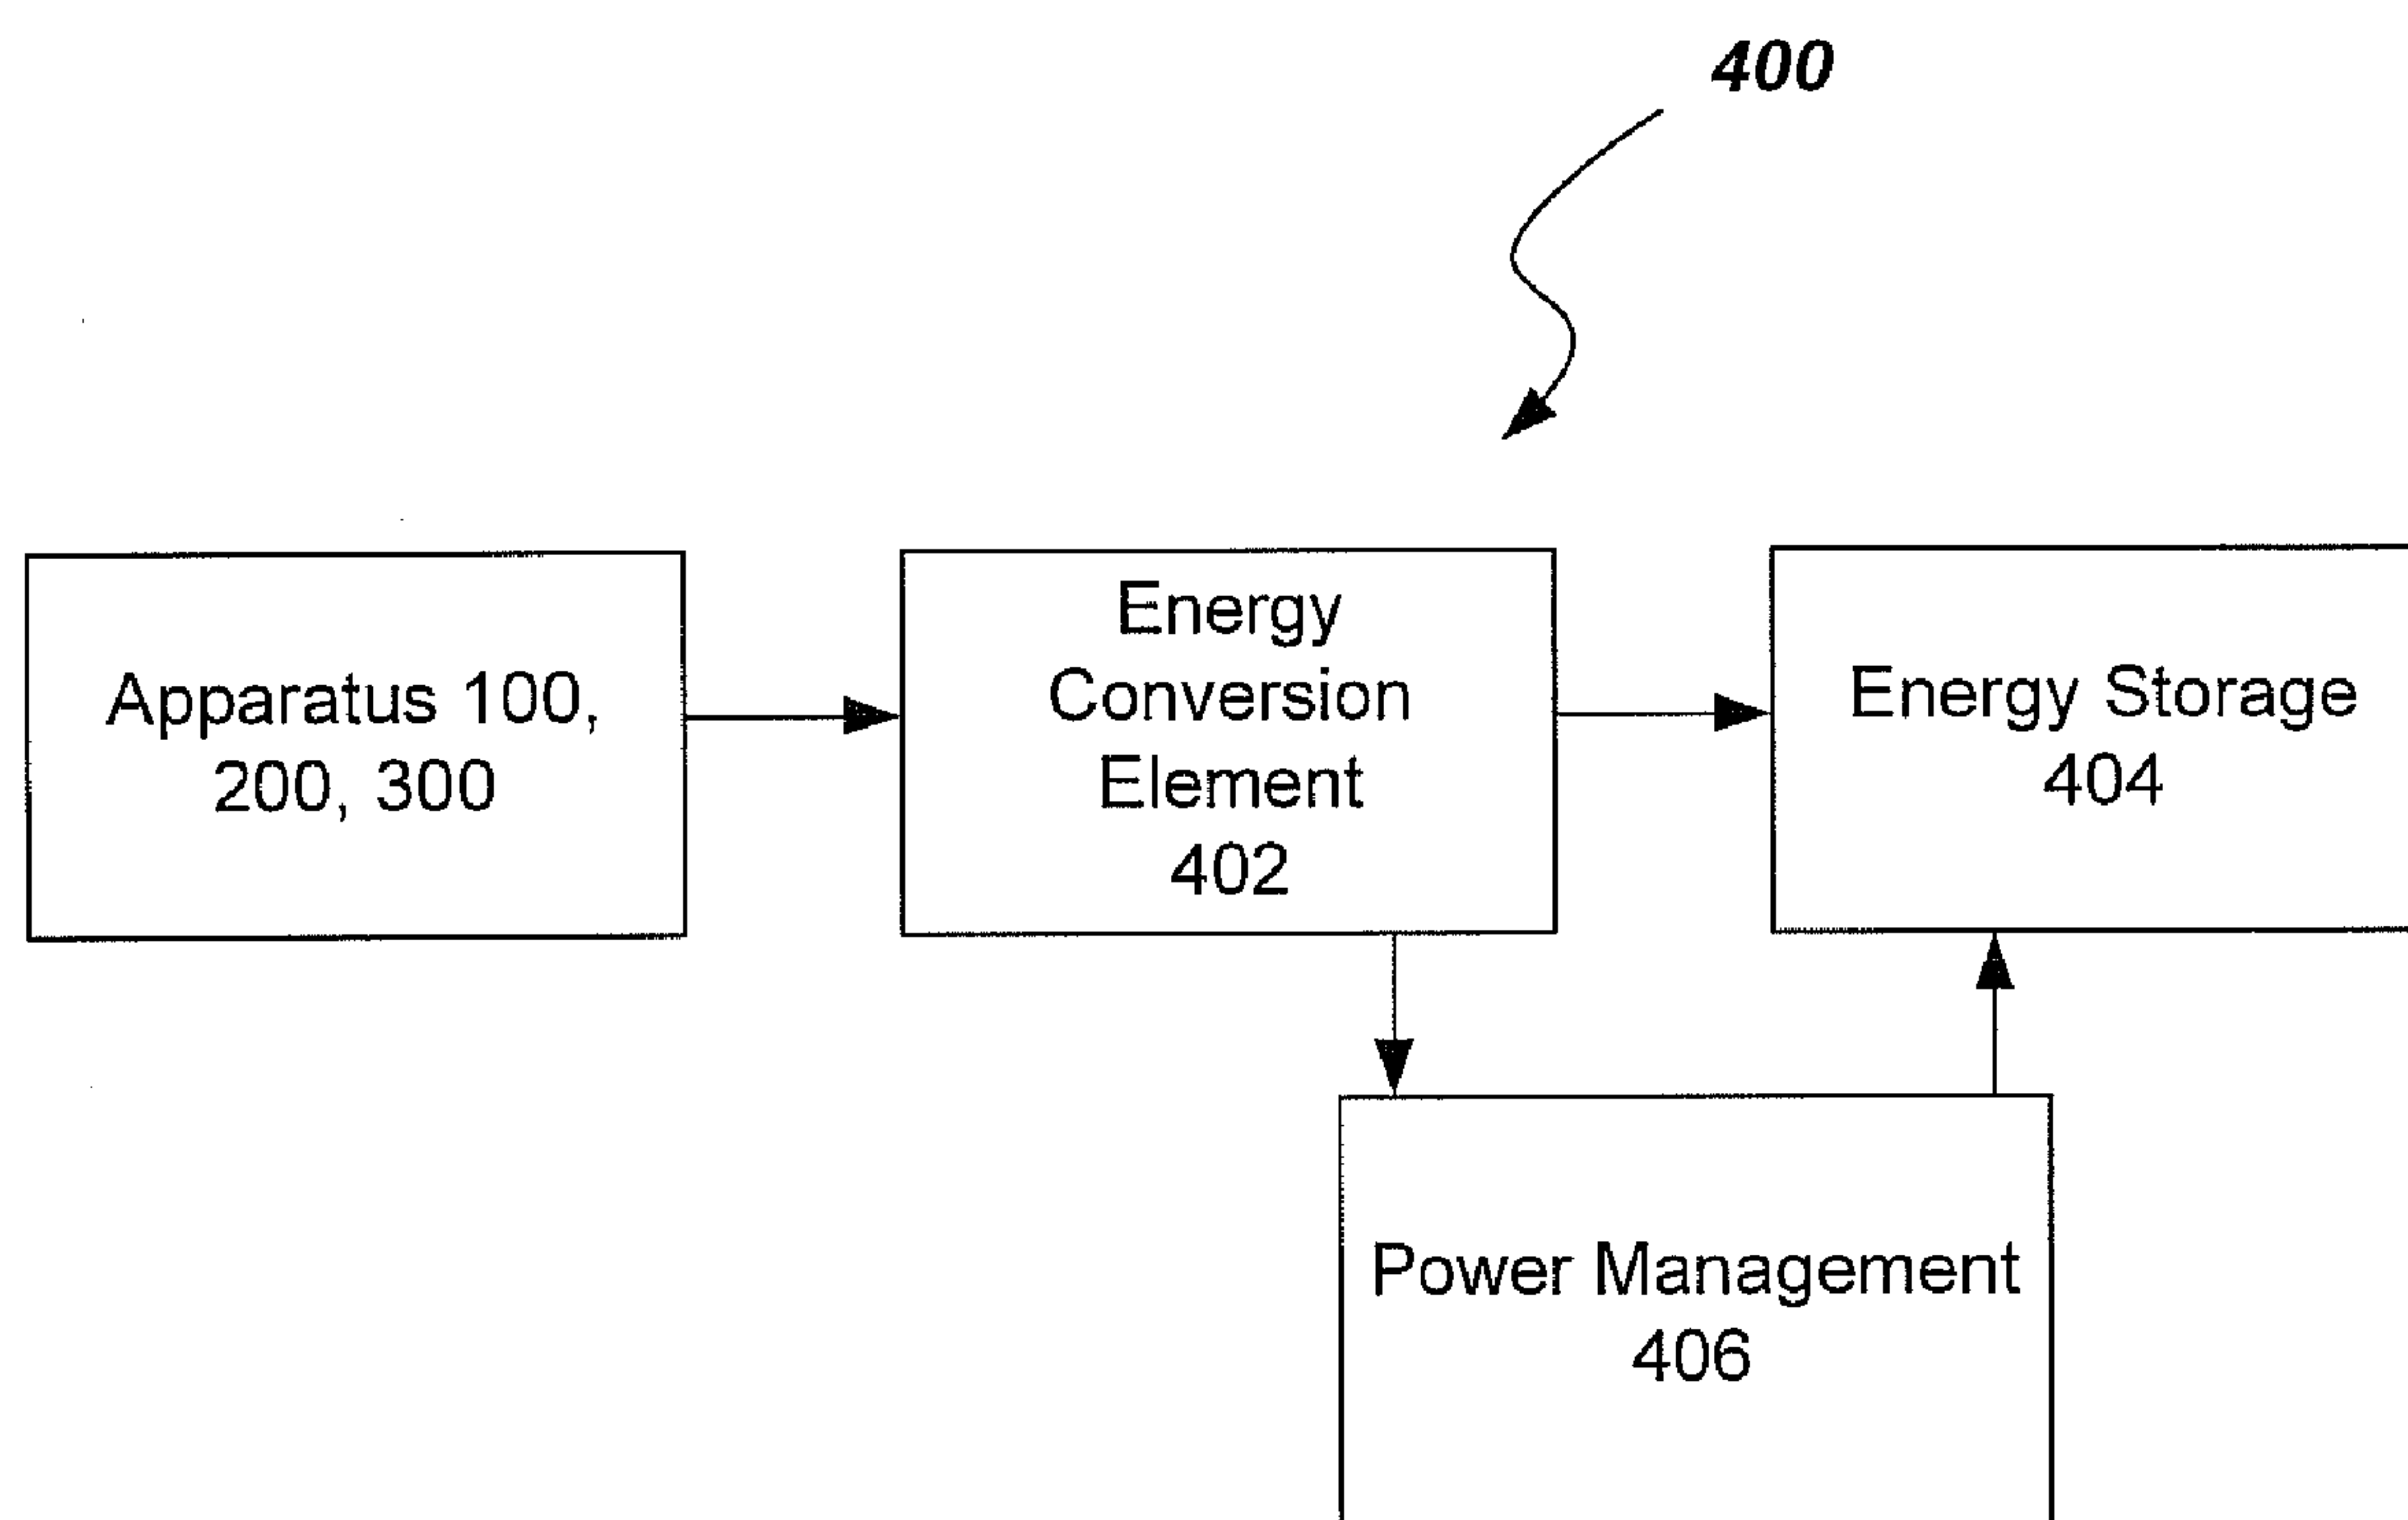 400
Apparatus 100,
200, 300
Energy
Conversion
Element
402
Energy Storage
404
Power Management
406